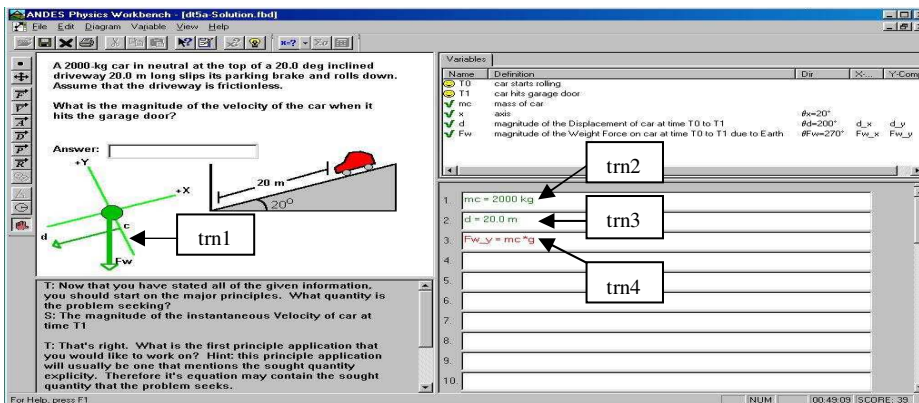 ANDES Physics Workbench - [dt5a-Solution.fbd]
File Edit Diagram Vajiable View Help
x=?
A 2000-kg car in neutral at the top of a 20.0 deg inclined
driveway 20.0 m long slips its parking brake and rolls down.
Assume that the driveway is frictionless.
What is the magnitude of the velocity of the car when it
hits the garage door?
Answer:
+Y
+X
20 m
20°
d
c
Fw
trn1
T: Now that you have stated all of the given information,
you should start on the major principles. What quantity is
the problem seeking?
S: The magnitude of the instantaneous Velocity of car at
time T1
T: That's right. What is the first principle application that
you would like to work on? Hint: this principle application
will usually be one that mentions the sought quantity
explicity. Therefore it's equation may contain the sought
quantity that the problem seeks.
Variables
Name Definition Dir X-... Y-Comp
T0 car starts rolling
T1 car hits garage door
mc mass of car
x axis θx=20°
d magnitude of the Displacement of car at time T0 to T1 θd=200° d_x d_y
Fw magnitude of the Weight Force on car at time T0 to T1 due to Earth θFw=270° Fw_x Fw_y
trn2
1. mc = 2000 kg
trn3
2. d = 20.0 m
3. Fw_y = mc *g
trn4
4.
5.
6.
7.
8.
9.
10.
For Help, press F1
NUM 00:49:09 SCORE: 39